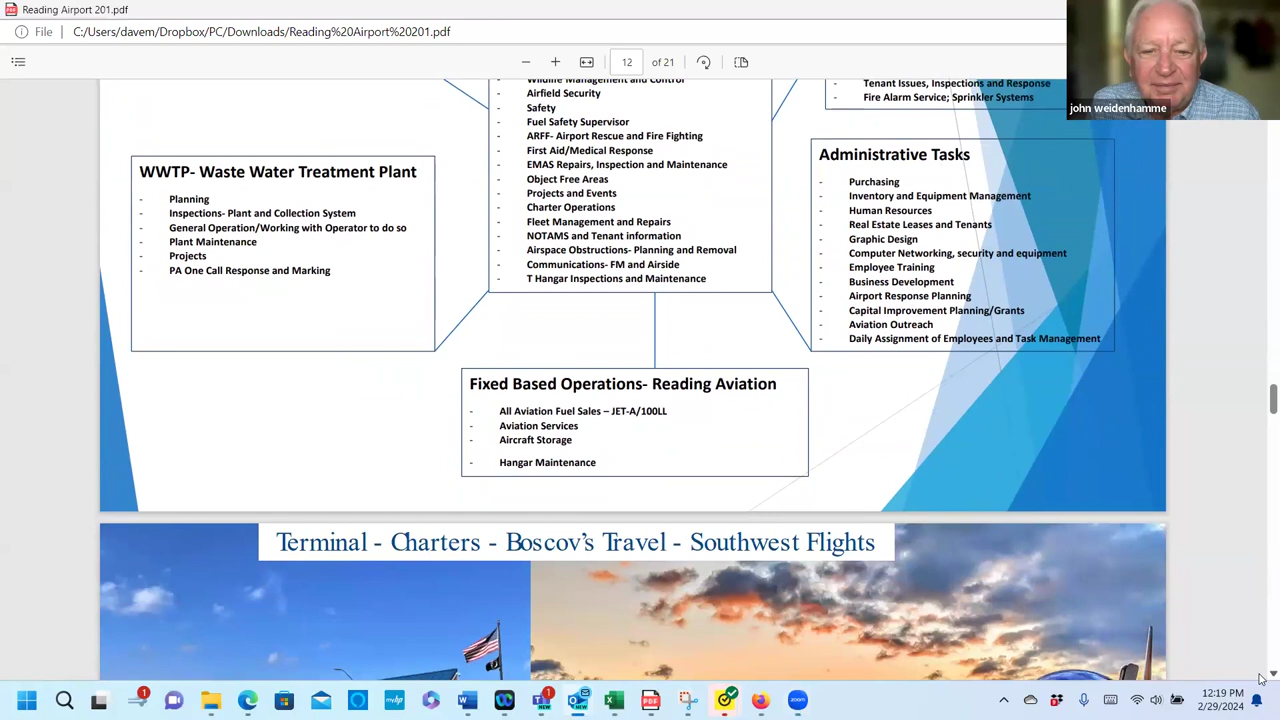 Reading Airport 201.pdf
File C:/Users/davem/Dropbox/PC/Downloads/Reading%20Airport%20201.pdf
12 of 21
john weidenhamme
Wildlife Management and Control
- Airfield Security
- Safety
- Fuel Safety Supervisor
- ARFF- Airport Rescue and Fire Fighting
- First Aid/Medical Response
- EMAS Repairs, Inspection and Maintenance
- Object Free Areas
- Projects and Events
- Charter Operations
- Fleet Management and Repairs
- NOTAMS and Tenant information
- Airspace Obstructions- Planning and Removal
- Communications- FM and Airside
- T Hangar Inspections and Maintenance
- Tenant Issues, Inspections and Response
- Fire Alarm Service; Sprinkler Systems
WWTP- Waste Water Treatment Plant
- Planning
- Inspections- Plant and Collection System
- General Operation/Working with Operator to do so
- Plant Maintenance
- Projects
- PA One Call Response and Marking
Administrative Tasks
- Purchasing
- Inventory and Equipment Management
- Human Resources
- Real Estate Leases and Tenants
- Graphic Design
- Computer Networking, security and equipment
- Employee Training
- Business Development
- Airport Response Planning
- Capital Improvement Planning/Grants
- Aviation Outreach
- Daily Assignment of Employees and Task Management
Fixed Based Operations- Reading Aviation
- All Aviation Fuel Sales – JET-A/100LL
- Aviation Services
- Aircraft Storage
- Hangar Maintenance
Terminal - Charters - Boscov's Travel - Southwest Flights
12:19 PM
2/29/2024